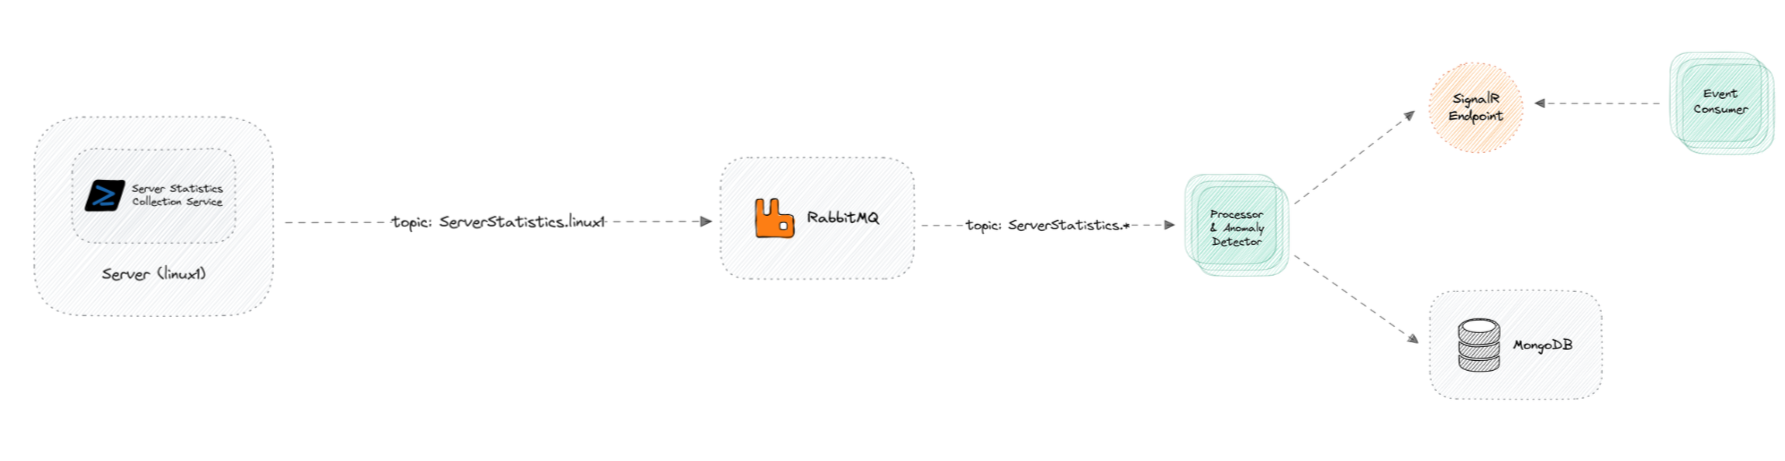 Server Statistics
Collection Service
Server (linux1)
topic: ServerStatistics.linux1
RabbitMQ
topic: ServerStatistics.*
Processor
& Anomaly
Detector
SignalR
Endpoint
Event
Consumer
MongoDB